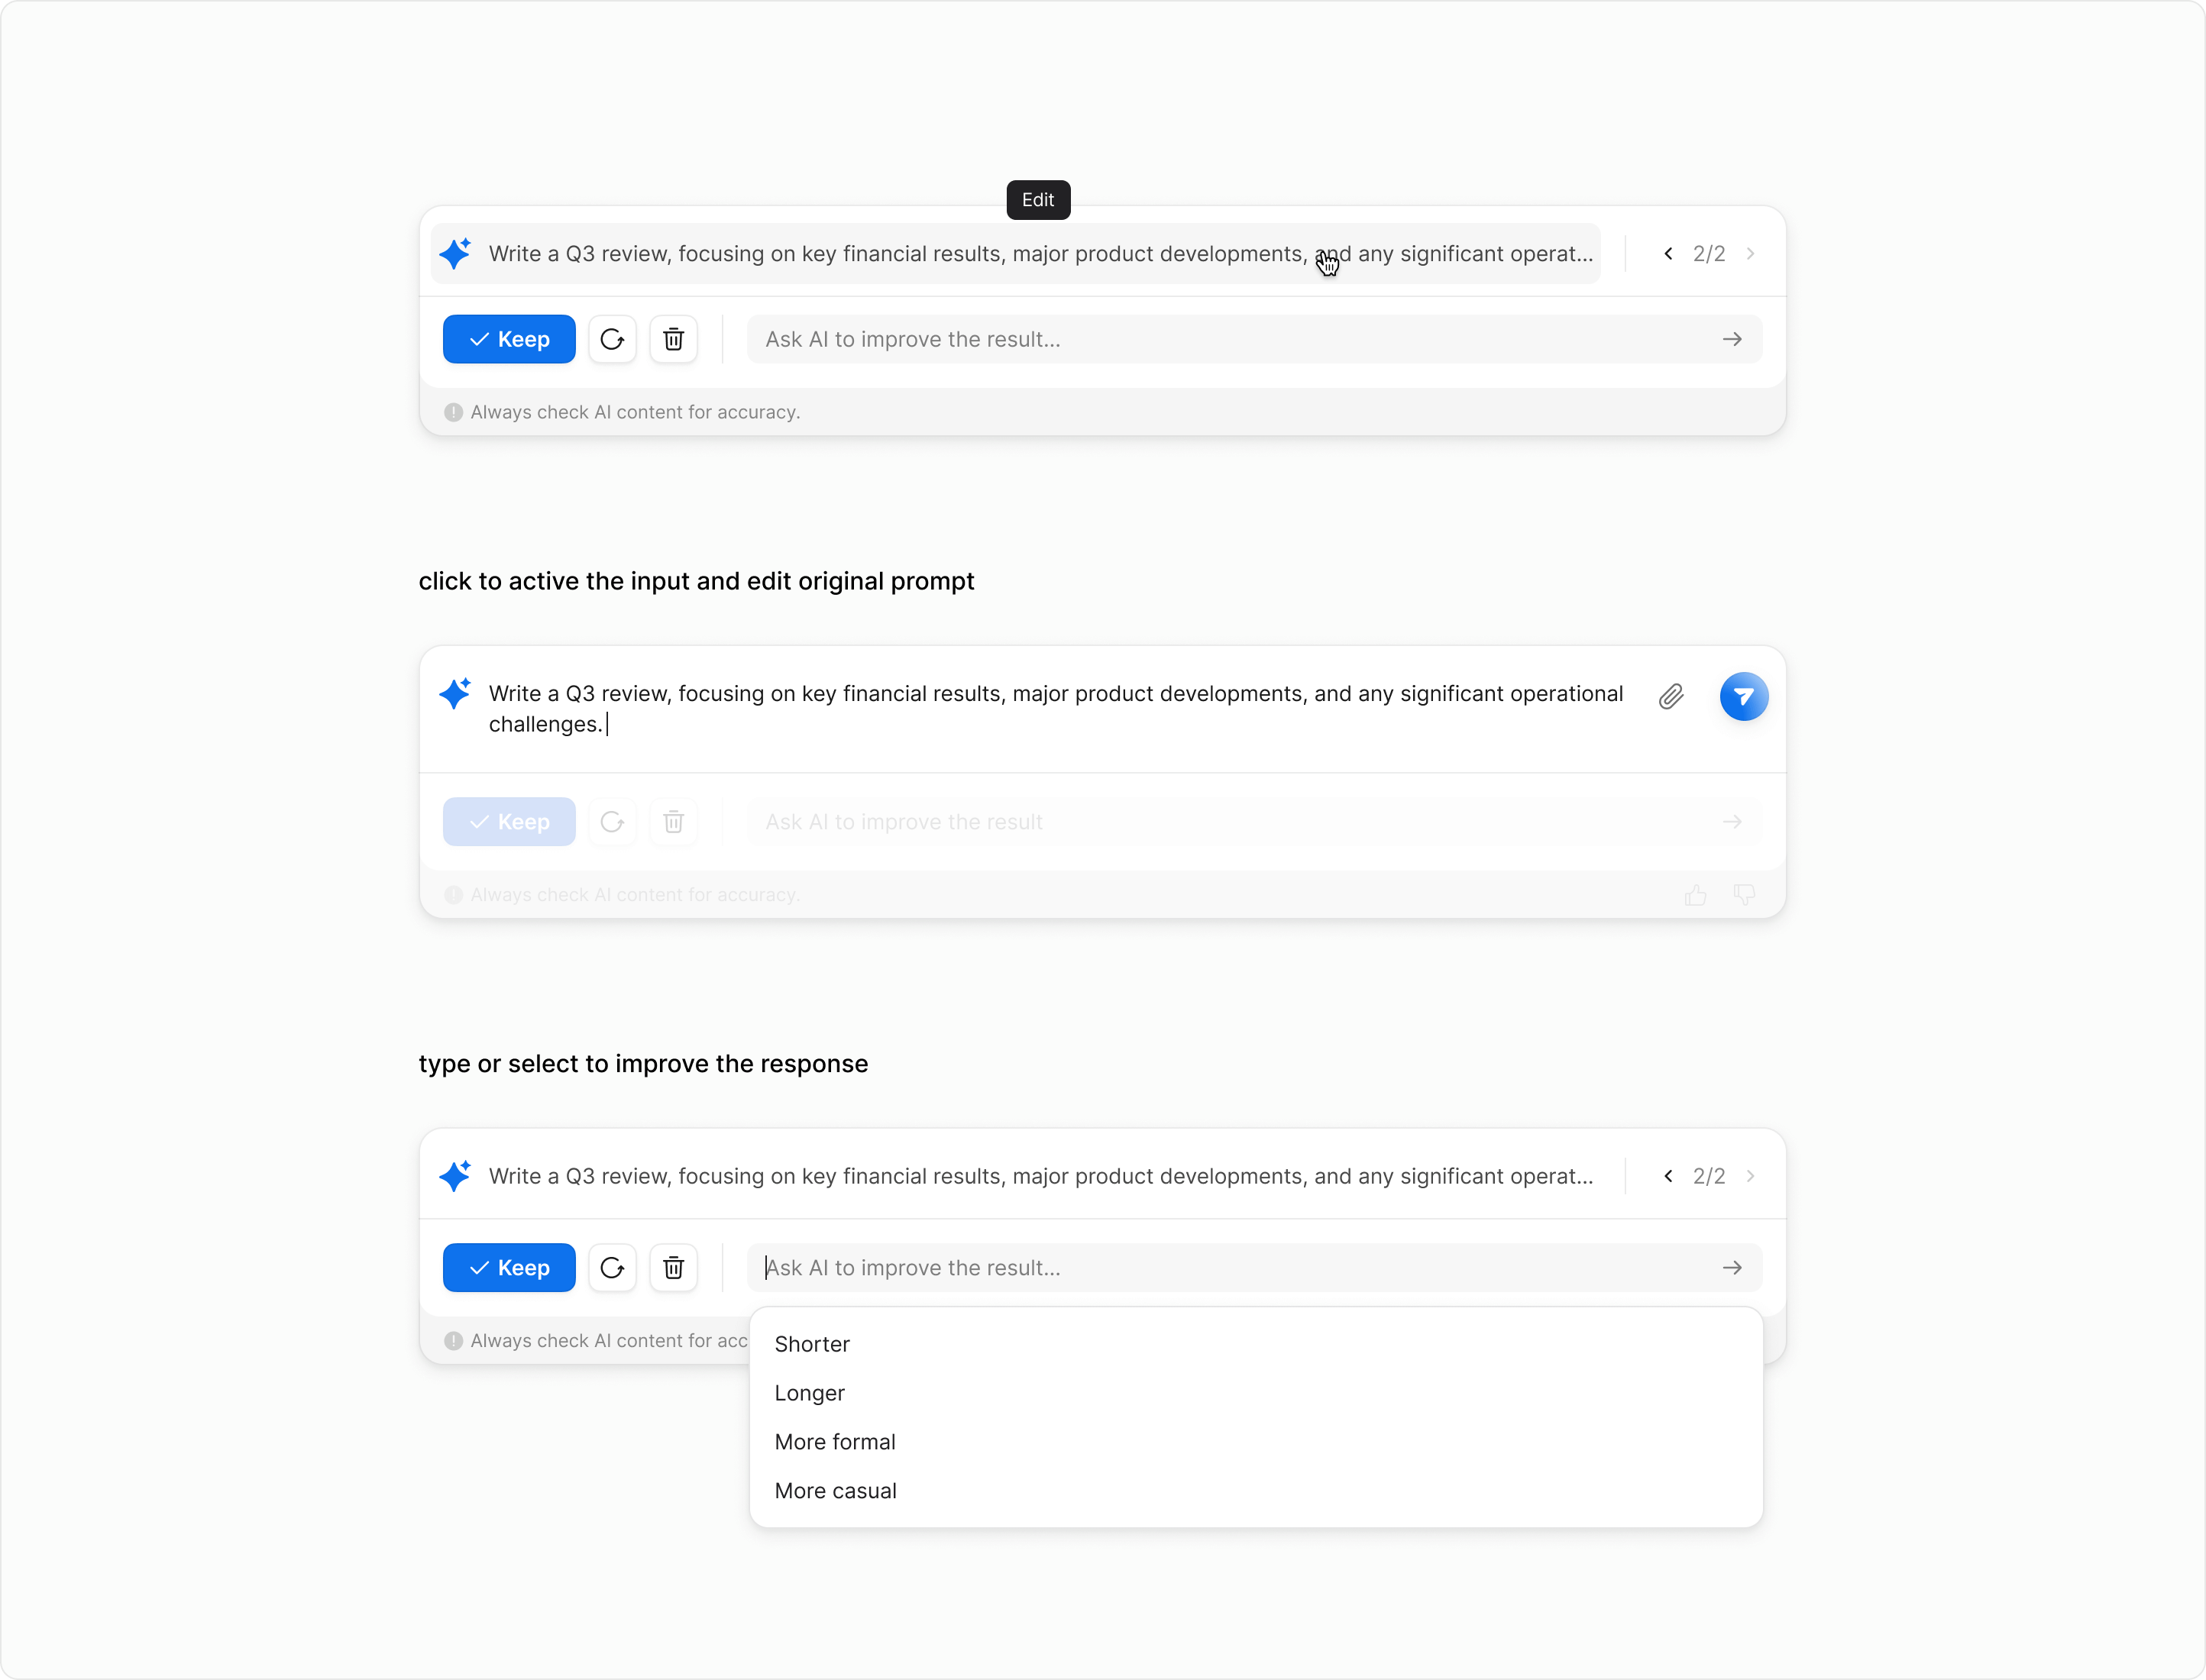 Edit
Write a Q3 review, focusing on key financial results, major product developments, and any significant operat...
2/2
Keep
Ask AI to improve the result...
Always check AI content for accuracy.
click to active the input and edit original prompt
Write a Q3 review, focusing on key financial results, major product developments, and any significant operational
challenges.
Keep
Ask AI to improve the result
Always check AI content for accuracy.
type or select to improve the response
Write a Q3 review, focusing on key financial results, major product developments, and any significant operat...
2/2
Keep
Ask AI to improve the result...
Always check AI content for acc
Shorter
Longer
More formal
More casual